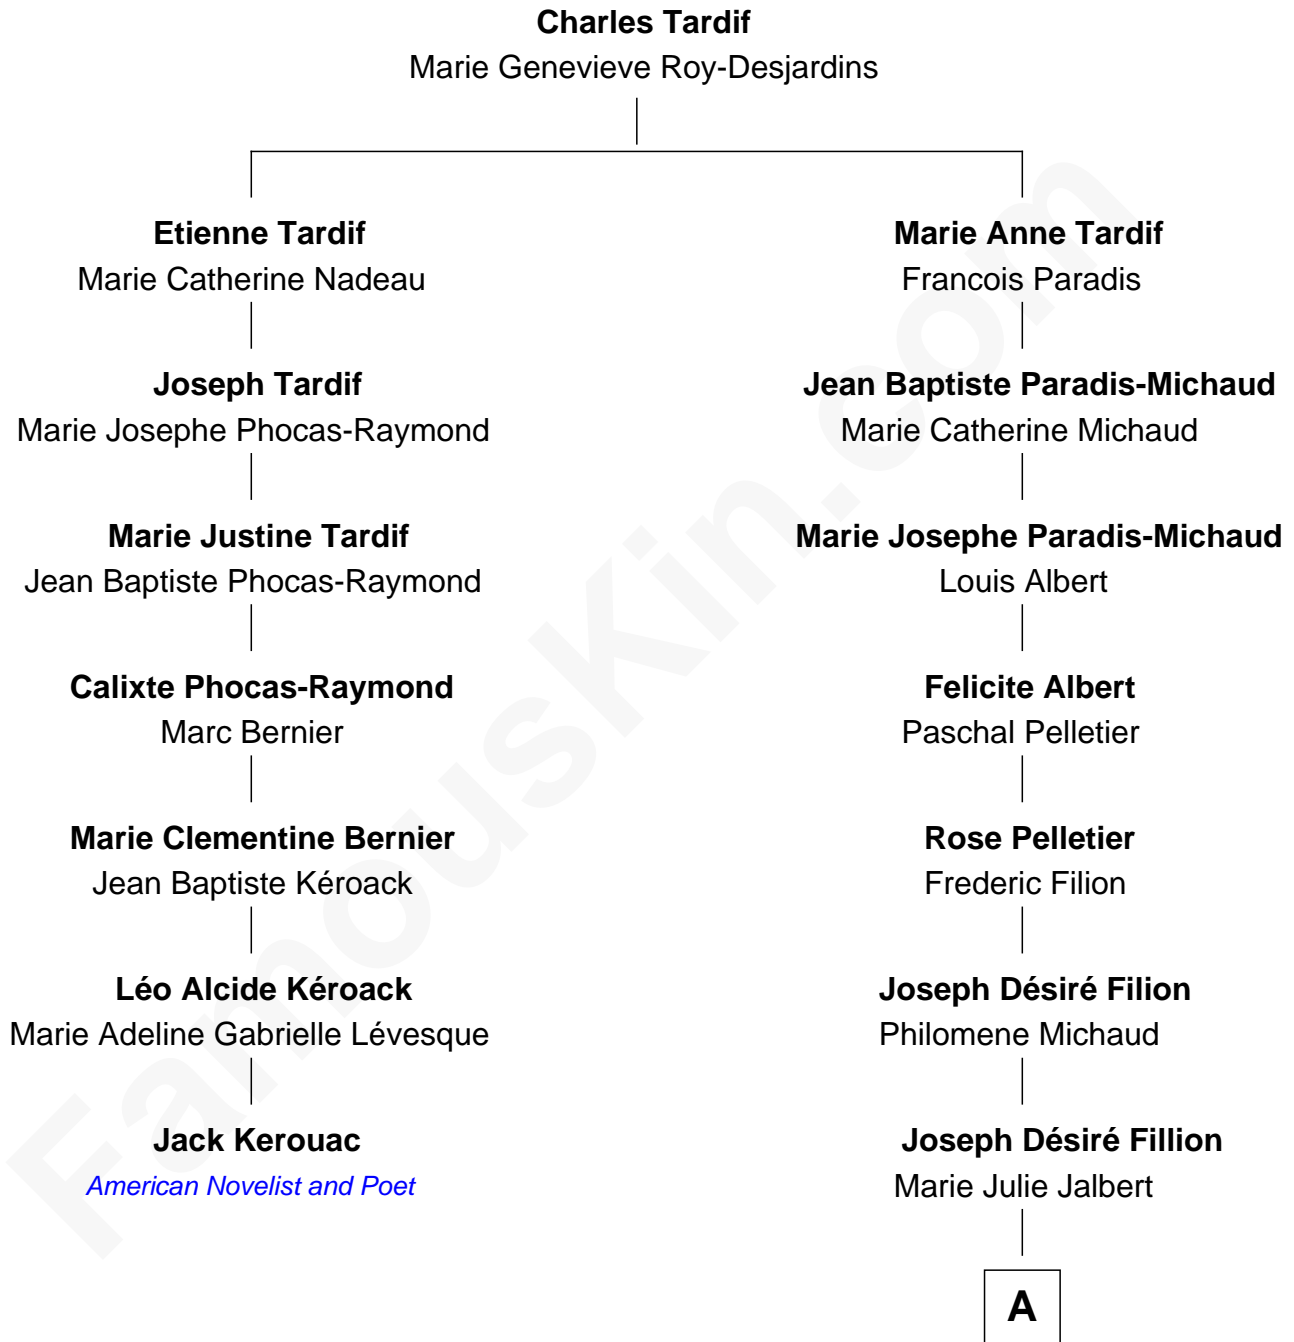 Charles Tardif
Marie Genevieve Roy-Desjardins
Etienne Tardif
Marie Catherine Nadeau
Joseph Tardif
Marie Josephe Phocas-Raymond
Marie Justine Tardif
Jean Baptiste Phocas-Raymond
Calixte Phocas-Raymond
Marc Bernier
Marie Clementine Bernier
Jean Baptiste Kéroack
Léo Alcide Kéroack
Marie Adeline Gabrielle Lévesque
Jack Kerouac
American Novelist and Poet
Marie Anne Tardif
Francois Paradis
Jean Baptiste Paradis-Michaud
Marie Catherine Michaud
Marie Josephe Paradis-Michaud
Louis Albert
Felicite Albert
Paschal Pelletier
Rose Pelletier
Frederic Filion
Joseph Désiré Filion
Philomene Michaud
Joseph Désiré Fillion
Marie Julie Jalbert
A
FamousKin.com